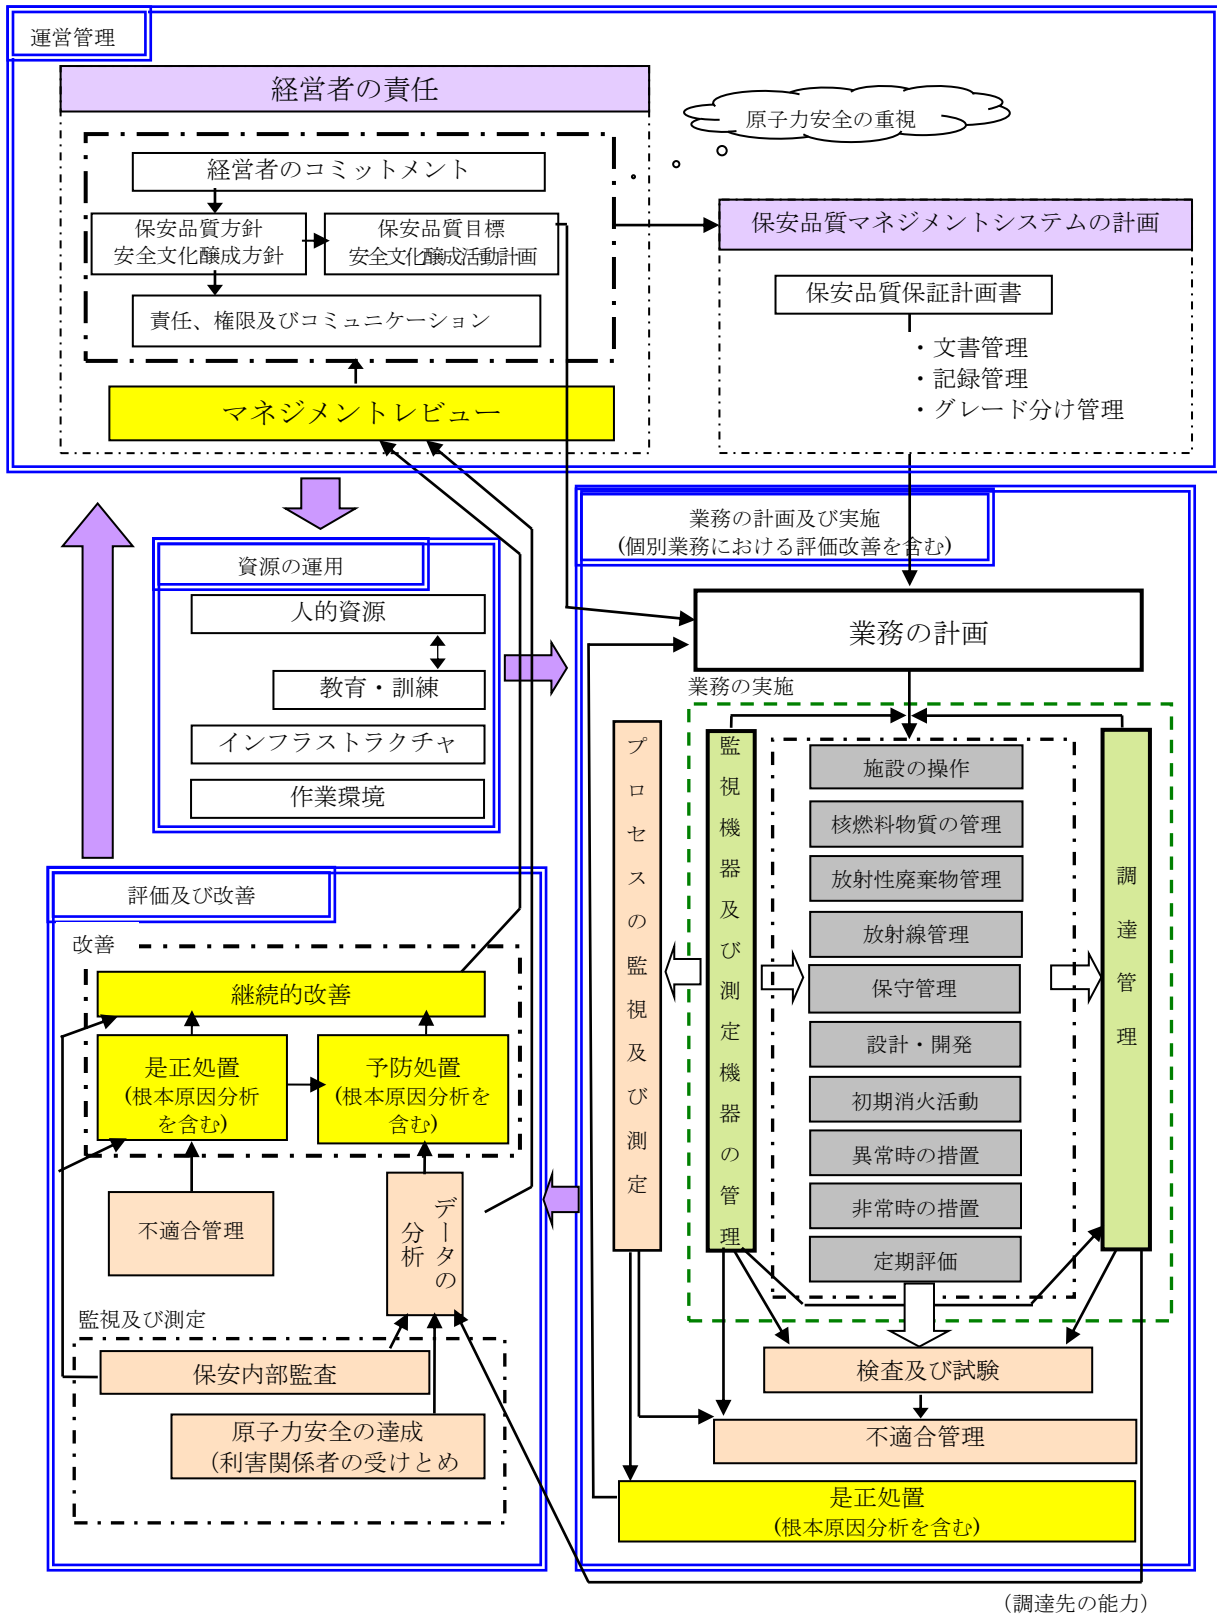 運営管理
経営者の責任
原子力安全の重視
経営者のコミットメント
保安品質方針
安全文化醸成方針
保安品質目標
安全文化醸成活動計画
責任、権限及びコミュニケーション
マネジメントレビュー
保安品質マネジメントシステムの計画
保安品質保証計画書
・文書管理
・記録管理
・グレード分け管理
資源の運用
人的資源
教育・訓練
インフラストラクチャ
作業環境
業務の計画及び実施
(個別業務における評価改善を含む)
業務の計画
業務の実施
プロセスの監視及び測定
監視機器及び測定機器の管理
施設の操作
核燃料物質の管理
放射性廃棄物管理
放射線管理
保守管理
設計・開発
初期消火活動
異常時の措置
非常時の措置
定期評価
調達管理
検査及び試験
不適合管理
是正処置
(根本原因分析を含む)
評価及び改善
改善
継続的改善
是正処置
(根本原因分析
を含む)
予防処置
(根本原因分析を
含む)
不適合管理
データの
分析
監視及び測定
保安内部監査
原子力安全の達成
(利害関係者の受けとめ
(調達先の能力)